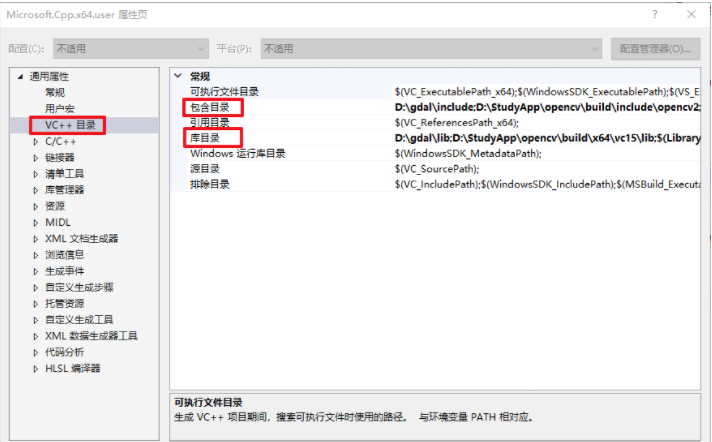 Microsoft.Cpp.x64.user 属性页
? ×
配置(C): 不适用 平台(P): 不适用 配置管理器(O)...
通用属性
常规
用户宏
VC++ 目录
C/C++
链接器
清单工具
库管理器
资源
MIDL
XML 文档生成器
浏览信息
生成事件
自定义生成步骤
托管资源
自定义生成工具
XML 数据生成器工具
代码分析
HLSL 编译器
常规
可执行文件目录 $(VC_ExecutablePath_x64);$(WindowsSDK_ExecutablePath);$(VS_E
包含目录 D:\gdal\include;D:\StudyApp\opencv\build\include\opencv2;
引用目录 $(VC_ReferencesPath_x64);
库目录 D:\gdal\lib;D:\StudyApp\opencv\build\x64\vc15\lib;$(Library
Windows 运行库目录 $(WindowsSDK_MetadataPath);
源目录 $(VC_SourcePath);
排除目录 $(VC_IncludePath);$(WindowsSDK_IncludePath);$(MSBuild_Executa
可执行文件目录
生成 VC++ 项目期间，搜索可执行文件时使用的路径。 与环境变量 PATH 相对应。